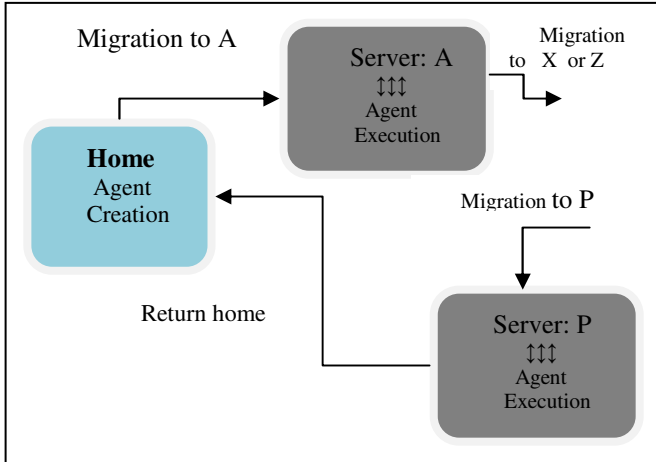 Migration to A
Server: A
↕↕↕
Agent
Execution
Migration
to X or Z
Home
Agent
Creation
Migration to P
Return home
Server: P
↕↕↕
Agent
Execution